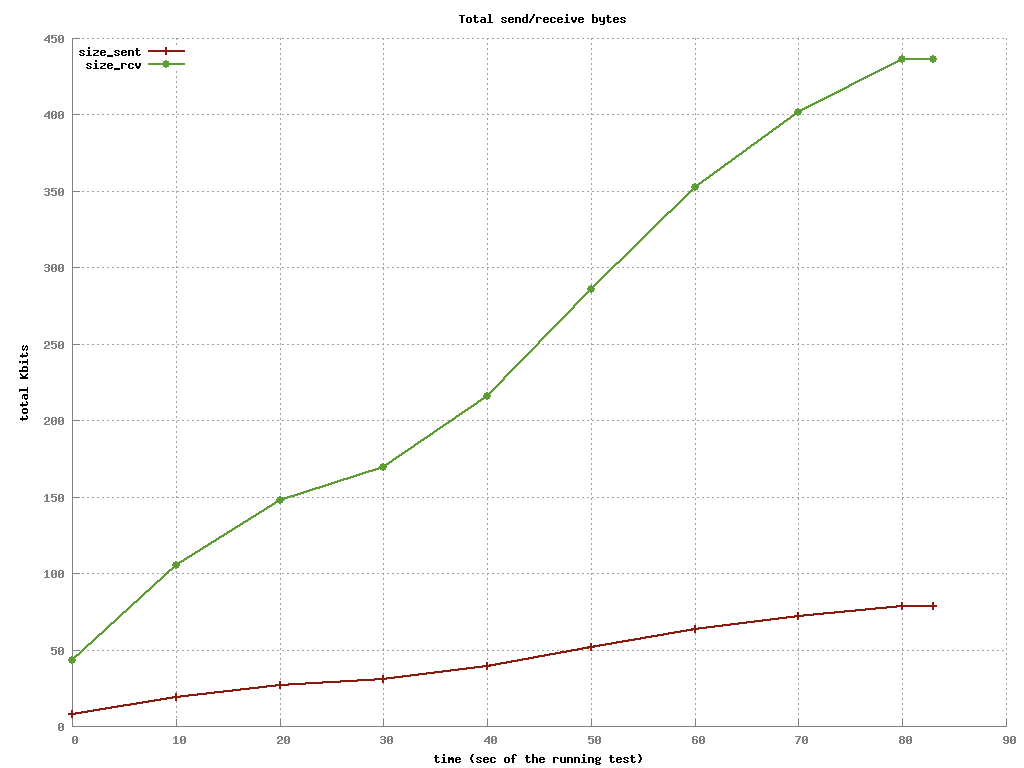 Total send/receive bytes
size_sent
size_rcv
450
400
350
300
250
200
150
100
50
0
total Kbits
0 10 20 30 40 50 60 70 80 90
time (sec of the running test)